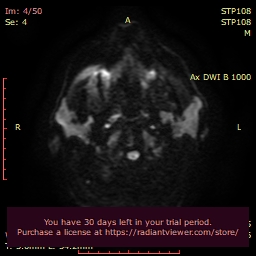 Im: 4/50
Se: 4
STP108
STP108
M
A
Ax DWI B 1000
R
L
You have 30 days left in your trial period.
Purchase a license at https://radiantviewer.com/store/